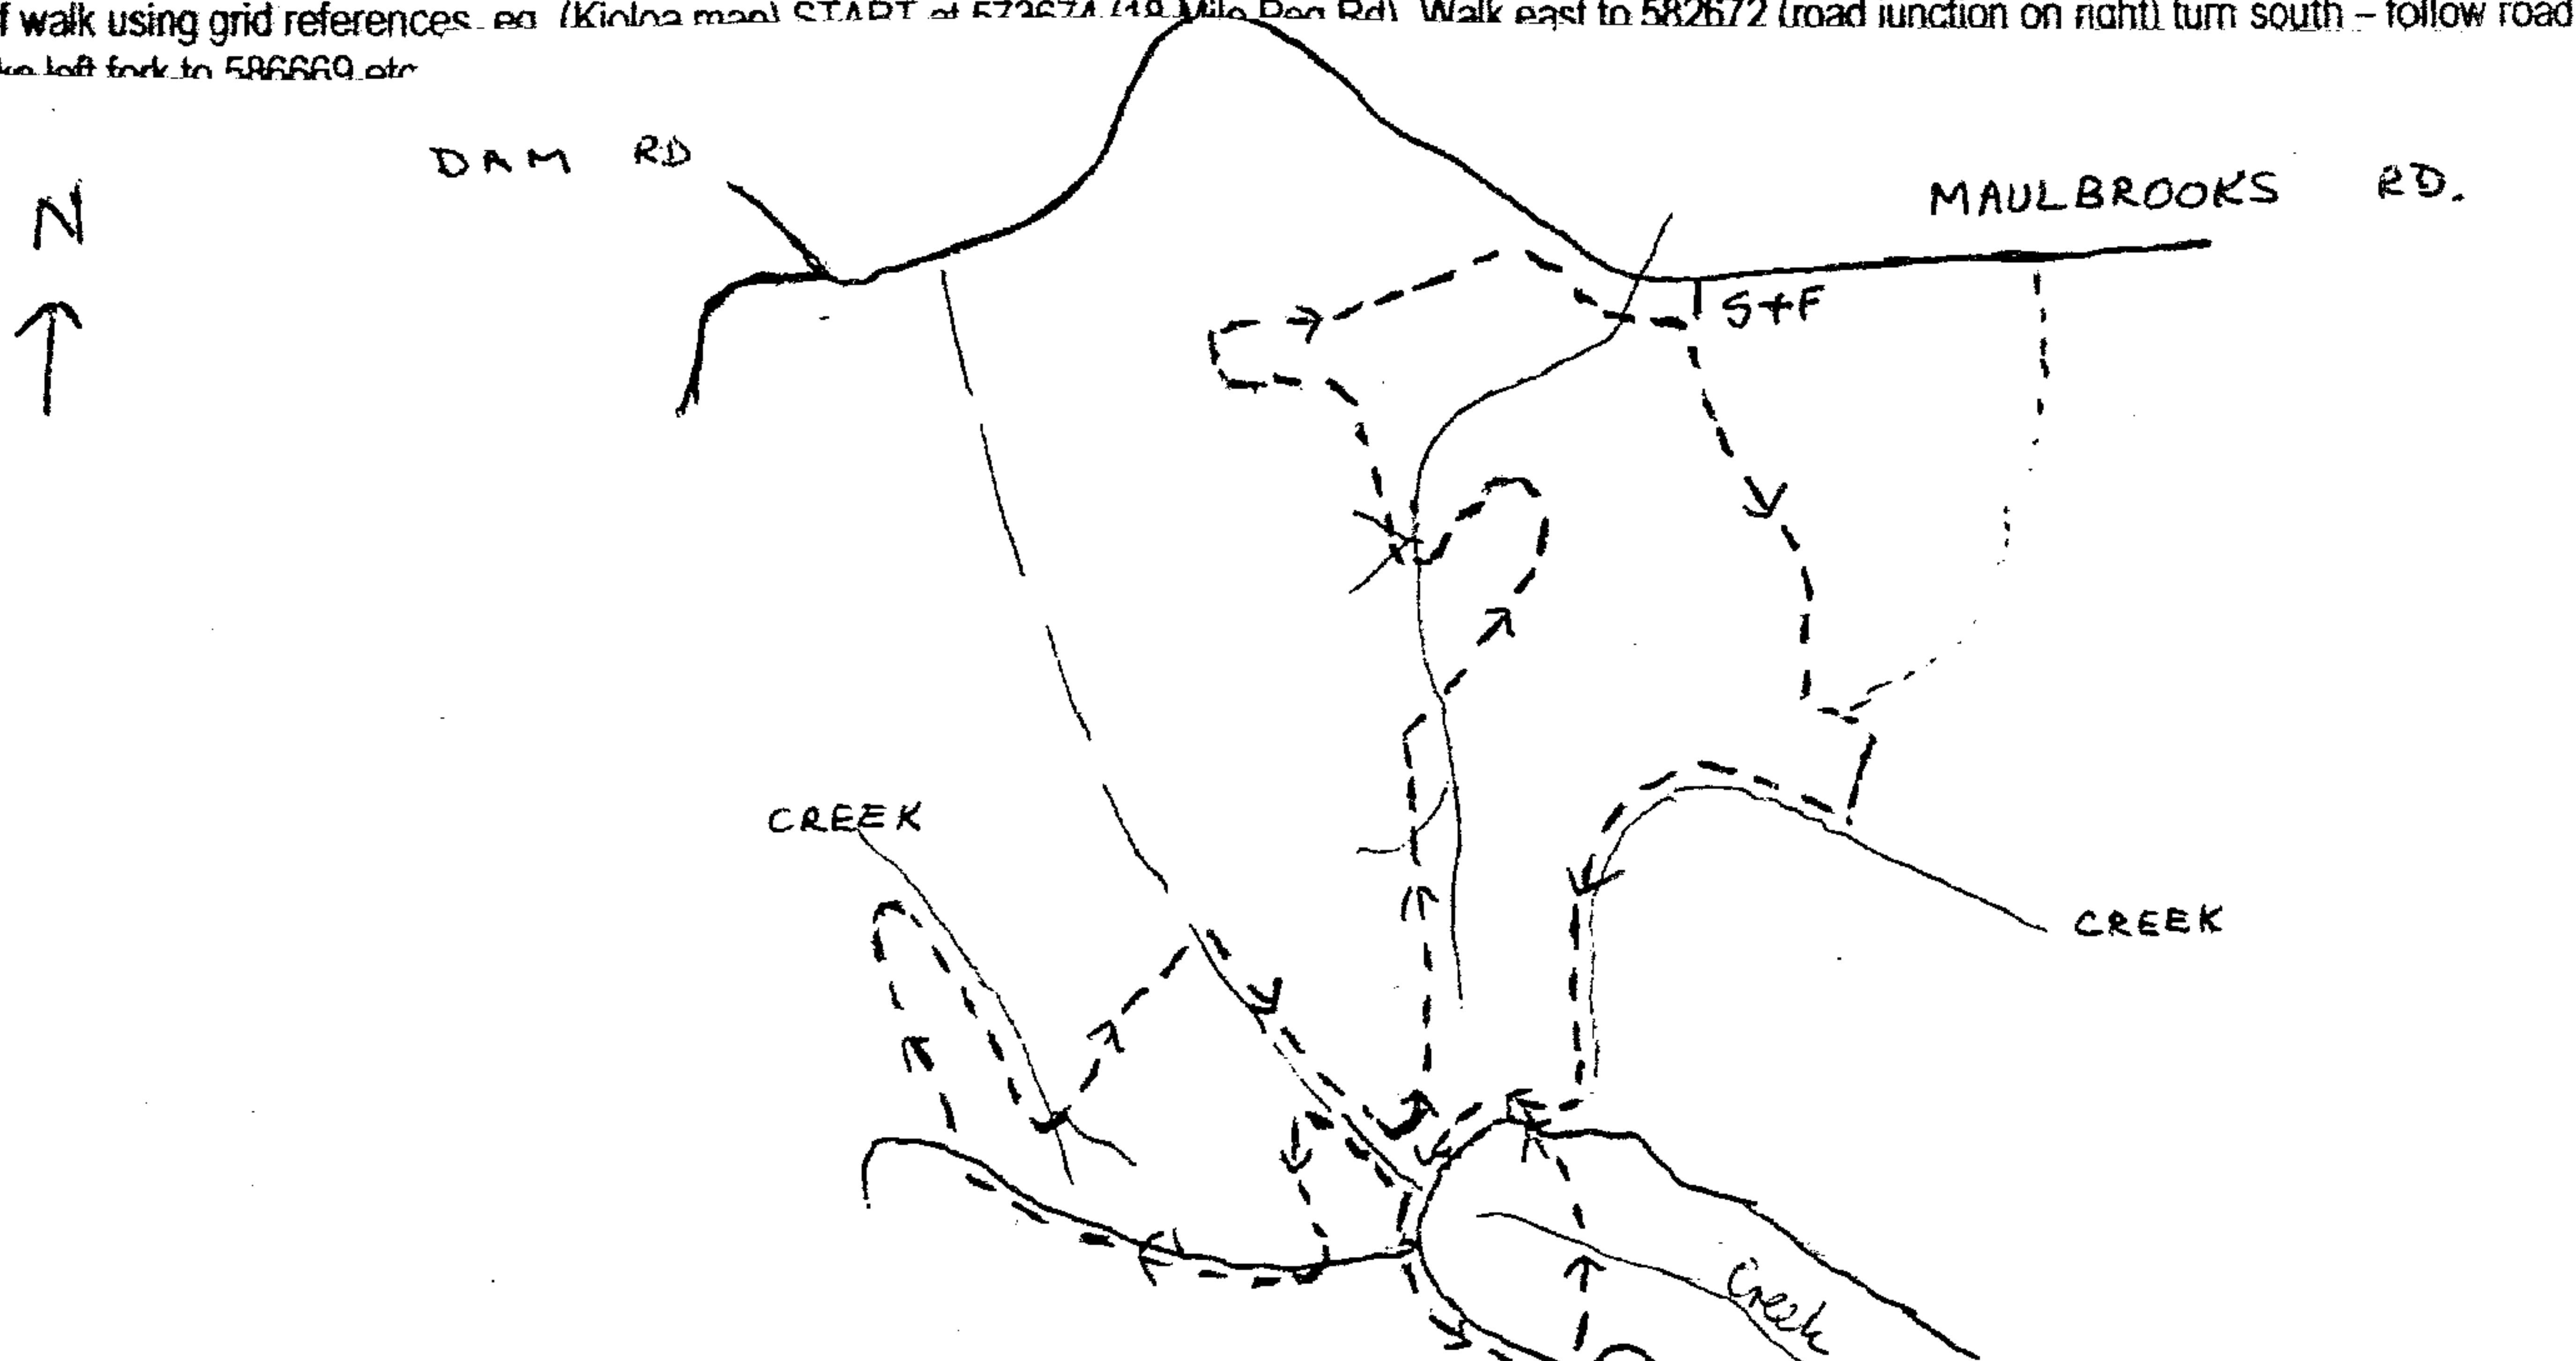 f walk using grid references eg. (Kioloa map) START at 573674 (18 Mile Peg Rd). Walk east to 582672 (road junction on right) turn south – follow road
left fork to 586669 etc
DAM RD
N
MAULBROOKS RD.
S+F
CREEK
CREEK
Creek